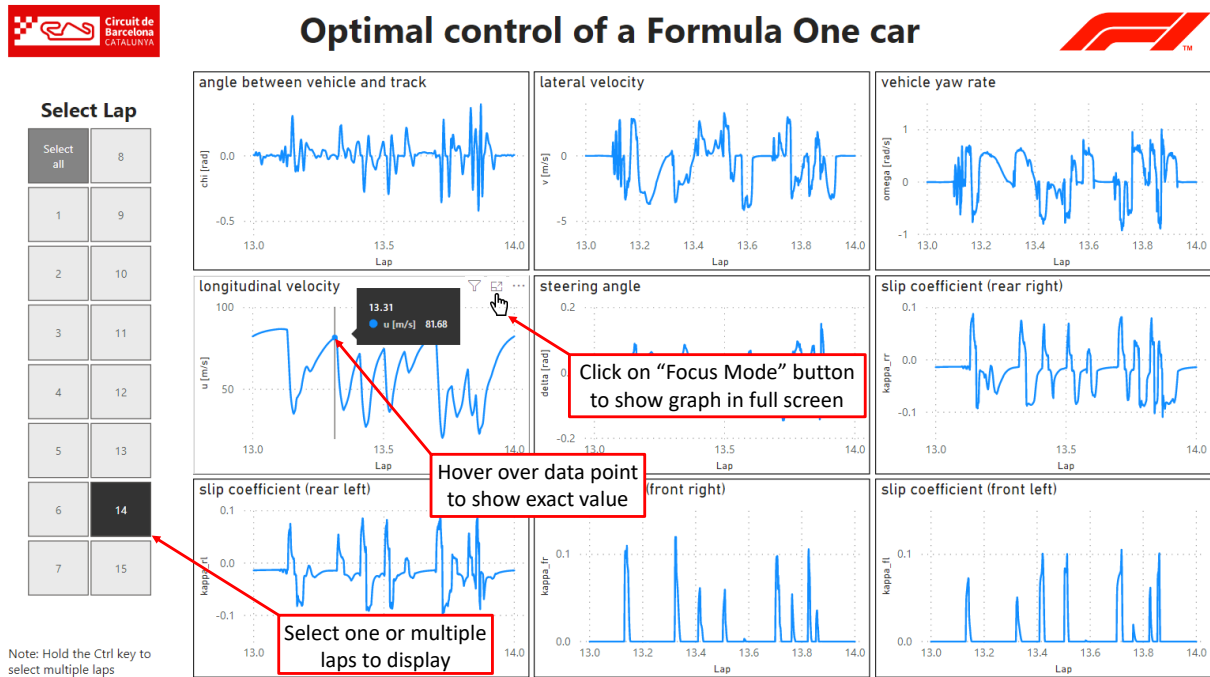 Circuit de
Barcelona
CATALUNYA
Optimal control of a Formula One car
TM
Select Lap
Select
all
8
1
9
2
10
3
11
4
12
5
13
6
14
7
15
Note: Hold the Ctrl key to
select multiple laps
angle between vehicle and track
chi [rad]
0.0
-0.5
13.0
13.5
14.0
Lap
lateral velocity
v [m/s]
0
-5
13.0
13.2
13.4
13.6
13.8
14.0
Lap
vehicle yaw rate
omega [rad/s]
1
0
-1
13.0
13.2
13.4
13.6
13.8
14.0
Lap
longitudinal velocity
13.31
u [m/s] 81.68
u [m/s]
100
50
13.0
13.5
14.0
Lap
steering angle
delta [rad]
0.2
0.
-0.2
13.0
13.5
14.0
Lap
Click on “Focus Mode” button
to show graph in full screen
slip coefficient (rear right)
kappa_rr
0.1
0.0
-0.1
13.0
13.5
14.0
Lap
Hover over data point
to show exact value
slip coefficient (rear left)
kappa_rl
0.1
0.0
-0.1
13.0
14.0
Select one or multiple
laps to display
(front right)
kappa_fr
0.1
0.0
13.0
13.2
13.4
13.6
13.8
14.0
Lap
slip coefficient (front left)
kappa_fl
0.1
0.0
13.0
13.2
13.4
13.6
13.8
14.0
Lap